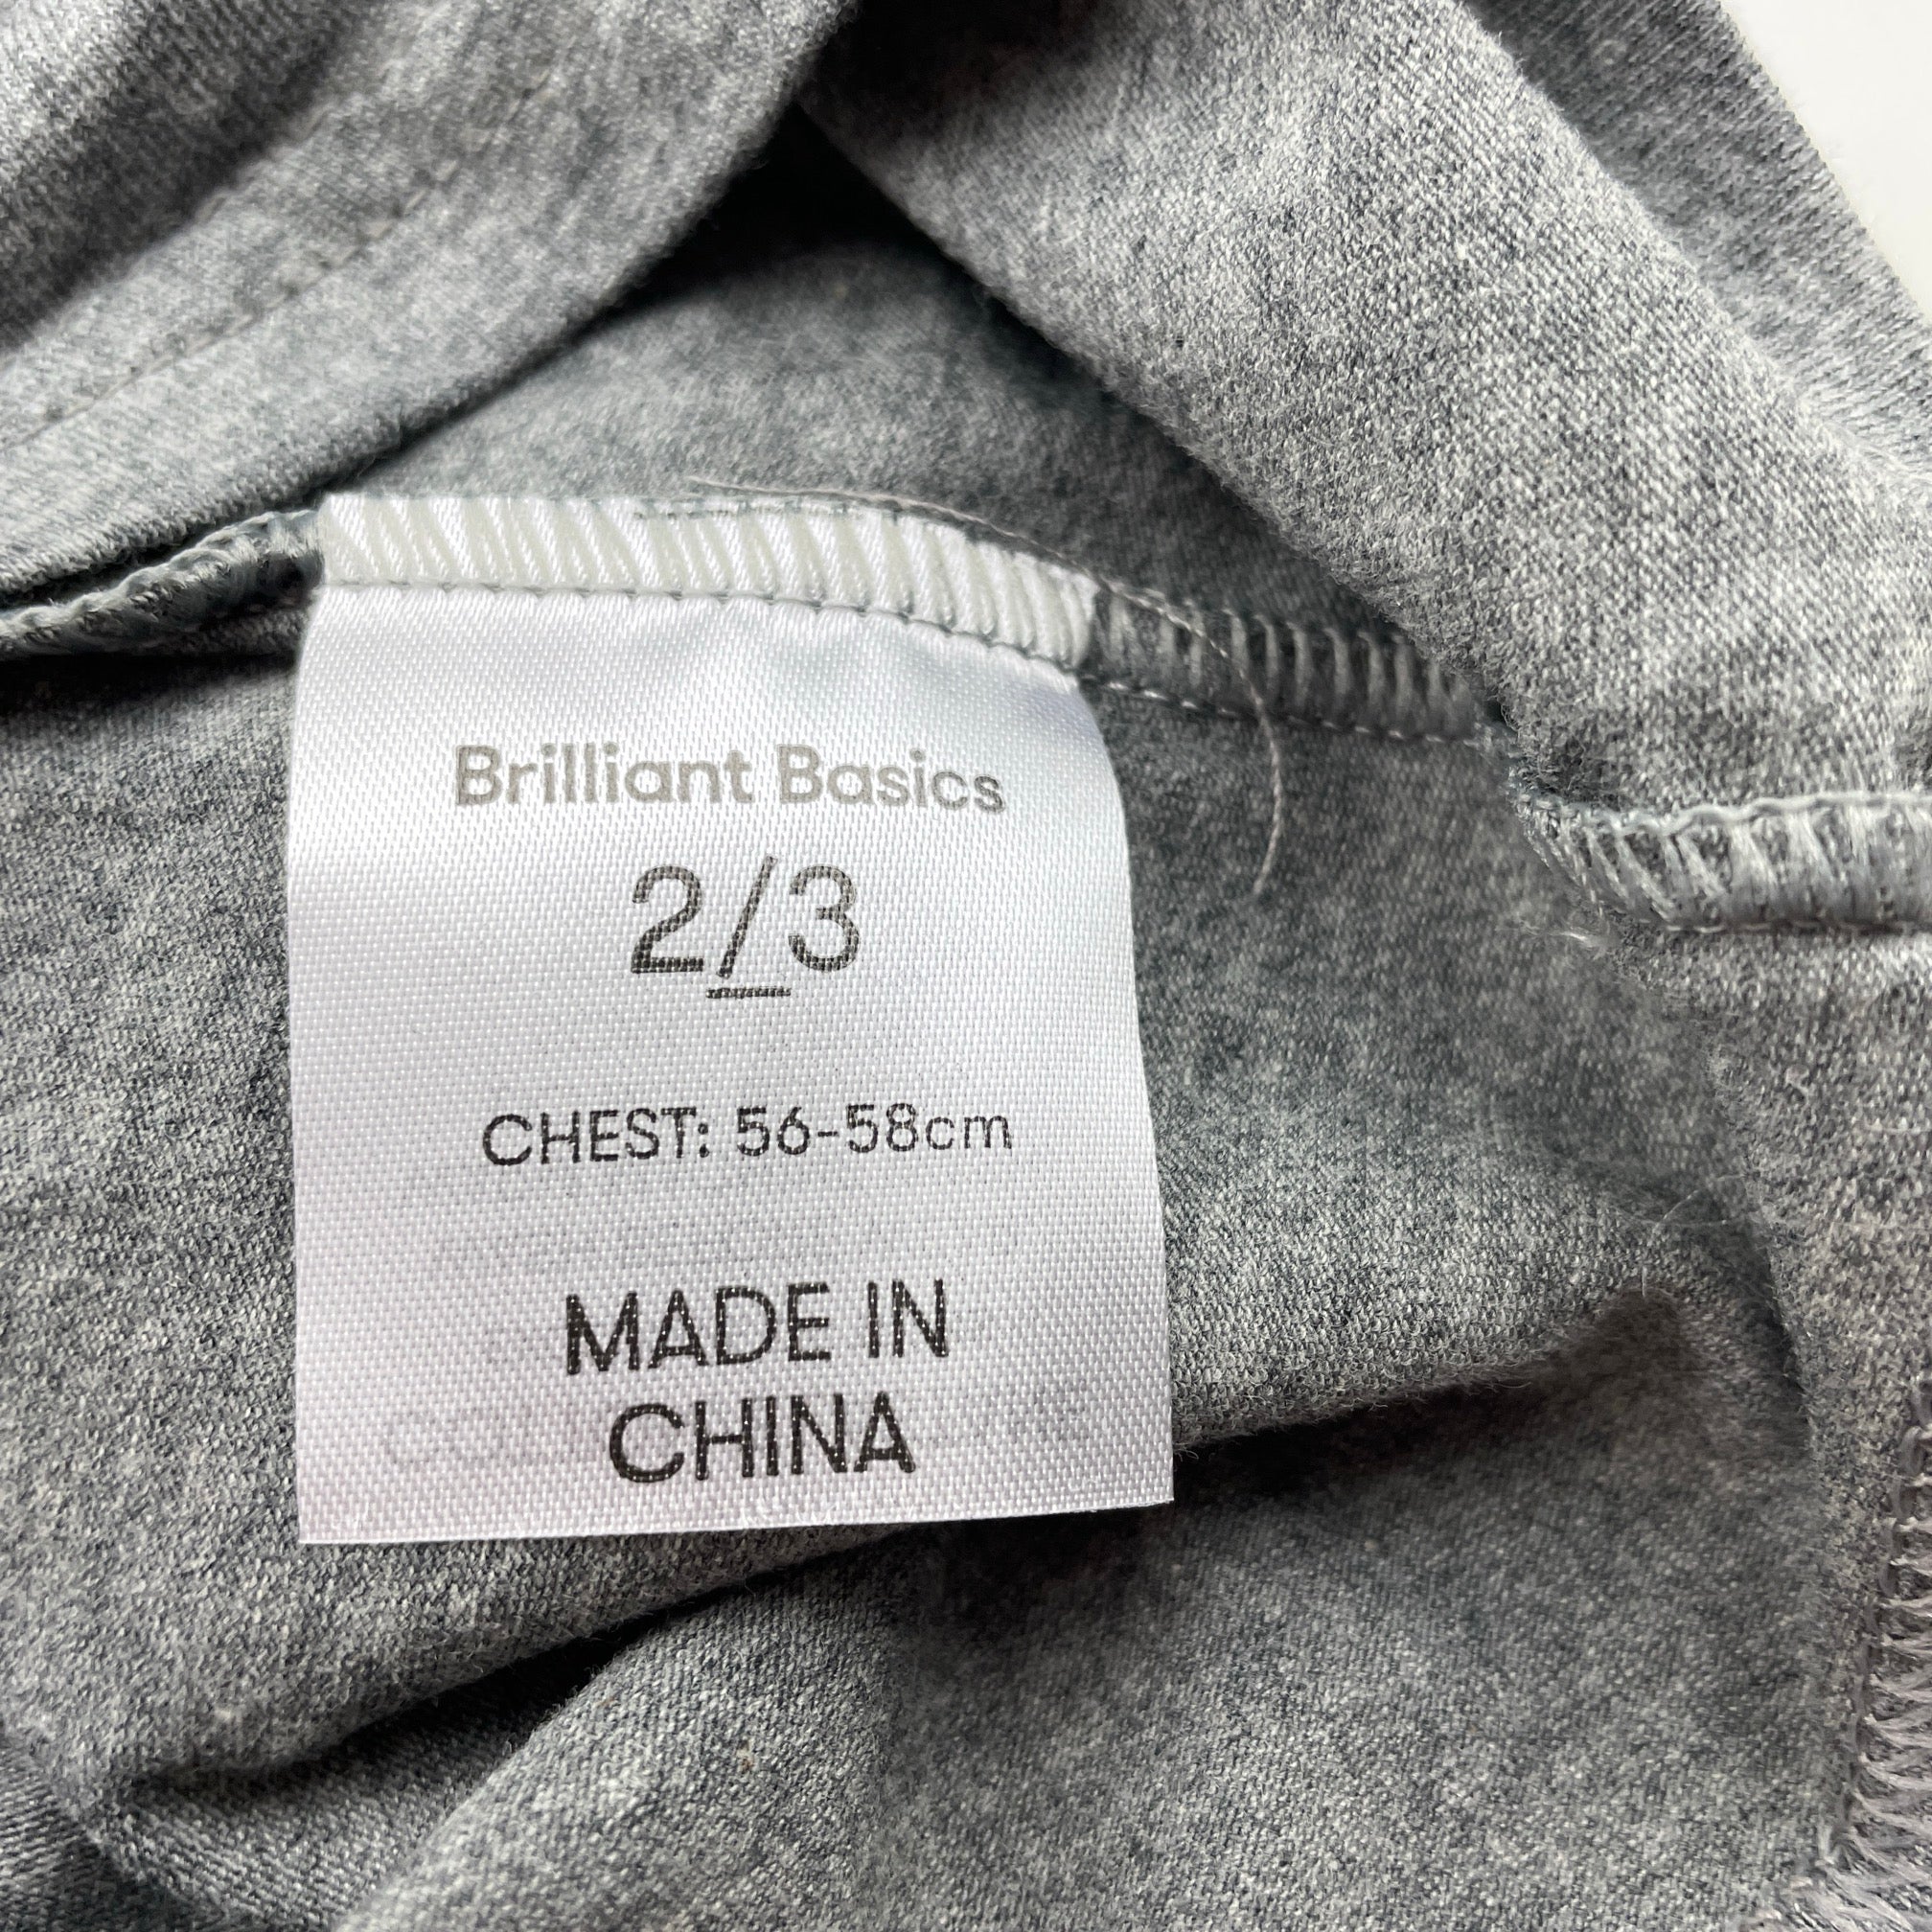 Brilliant Basics
2/3
CHEST: 56-58cm
MADE IN
CHINA